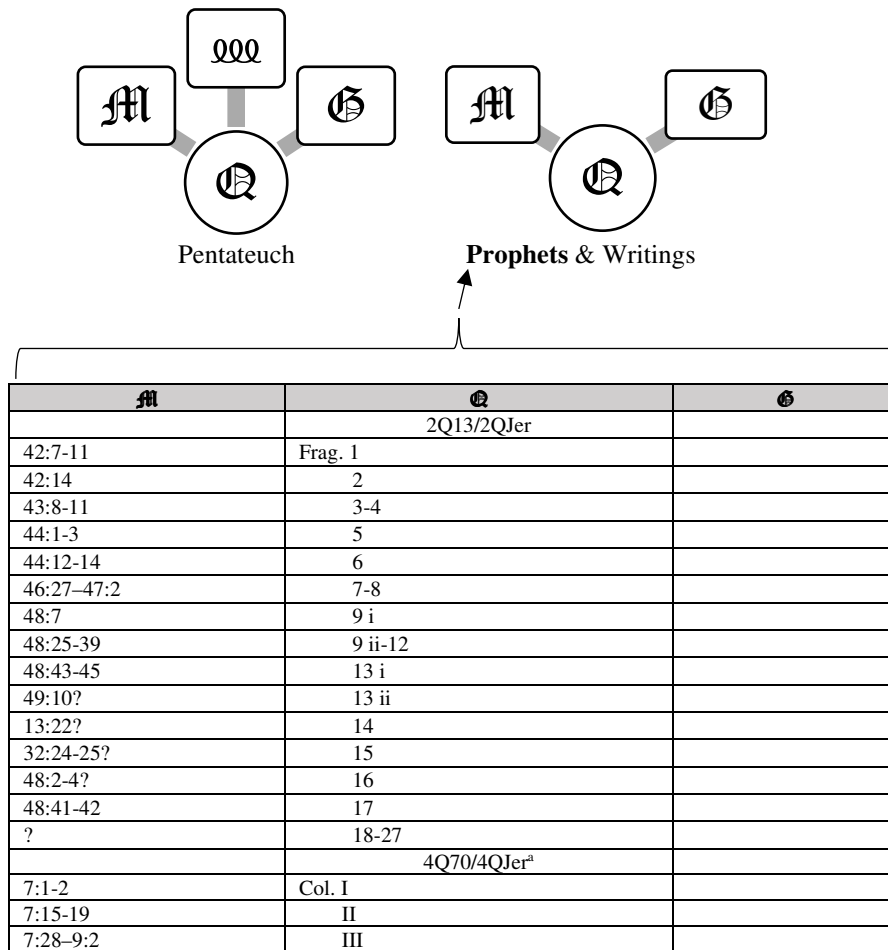 𝔐 𝔔 𝔊 𝔐 𝔔 𝔊
Pentateuch
Prophets & Writings
𝔐 𝔔 𝔊
2Q13/2QJer
42:7-11 Frag. 1
42:14 2
43:8-11 3-4
44:1-3 5
44:12-14 6
46:27–47:2 7-8
48:7 9 i
48:25-39 9 ii-12
48:43-45 13 i
49:10? 13 ii
13:22? 14
32:24-25? 15
48:2-4? 16
48:41-42 17
? 18-27
4Q70/4QJerᵃ
7:1-2 Col. I
7:15-19 II
7:28–9:2 III